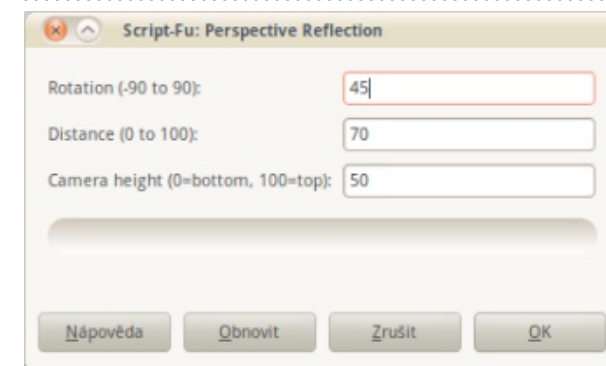 Script-Fu: Perspective Reflection
Rotation (-90 to 90): 45
Distance (0 to 100): 70
Camera height (0=bottom, 100=top): 50
Nápověda Obnovit Zrušit OK